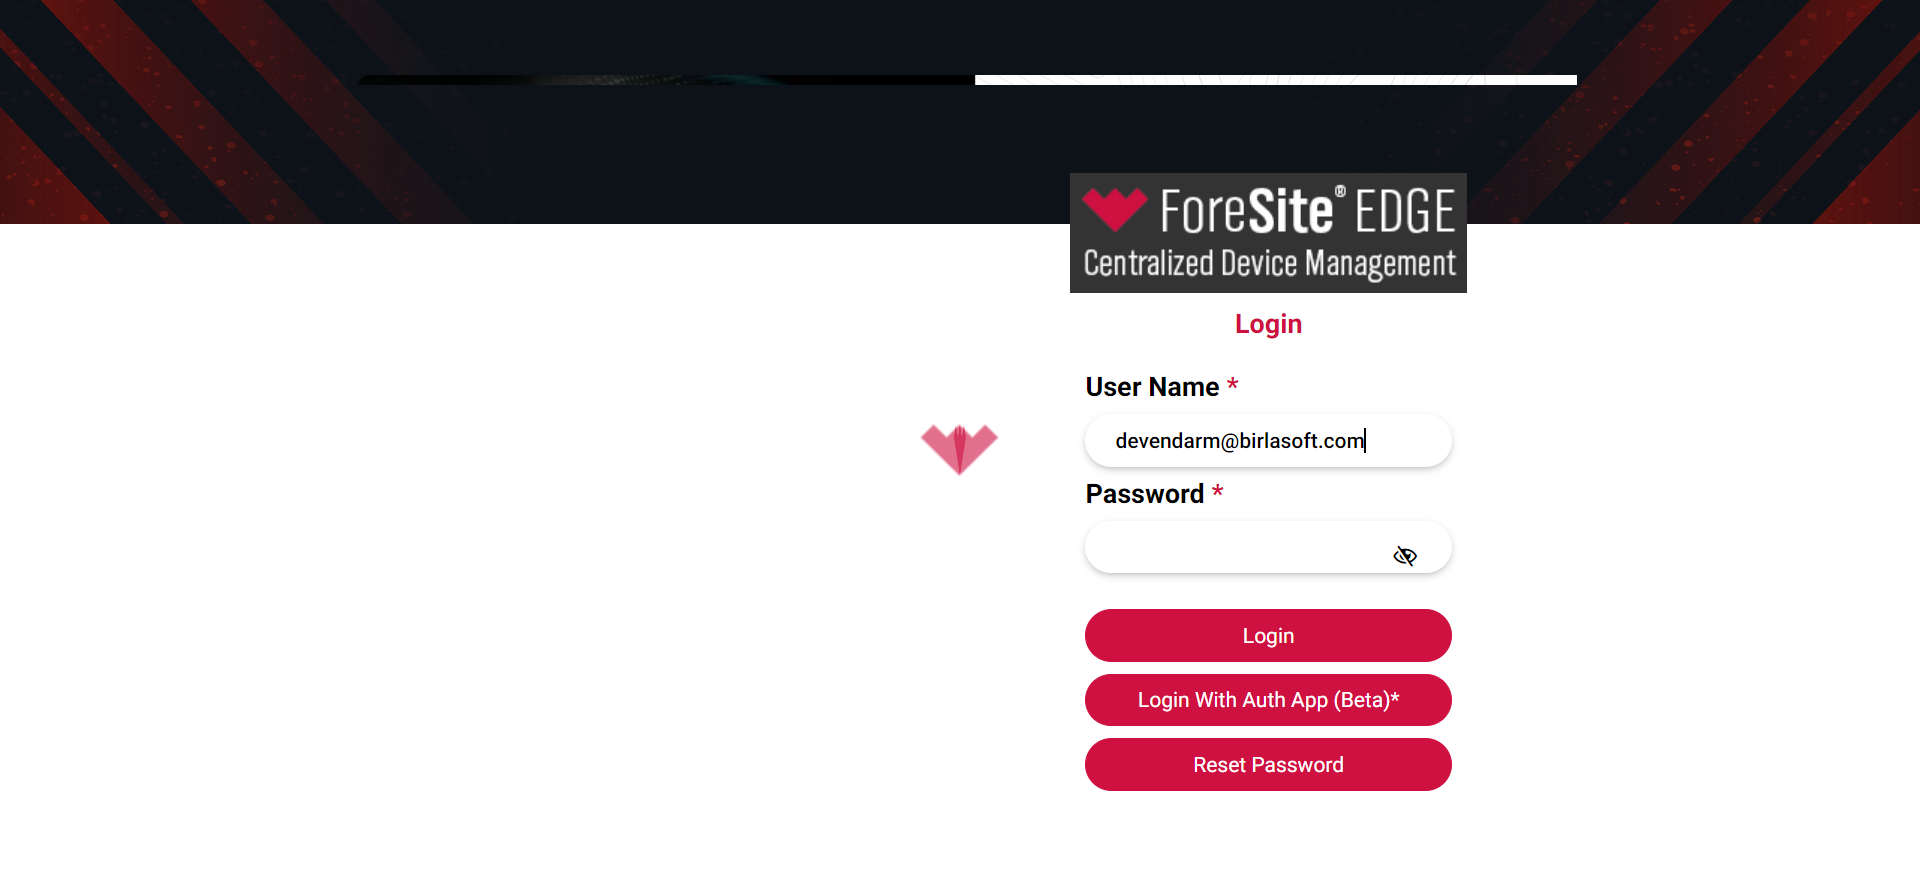 ForeSite® EDGE
Centralized Device Management
Login
User Name *
devendarm@birlasoft.com
Password *
Login
Login With Auth App (Beta)*
Reset Password